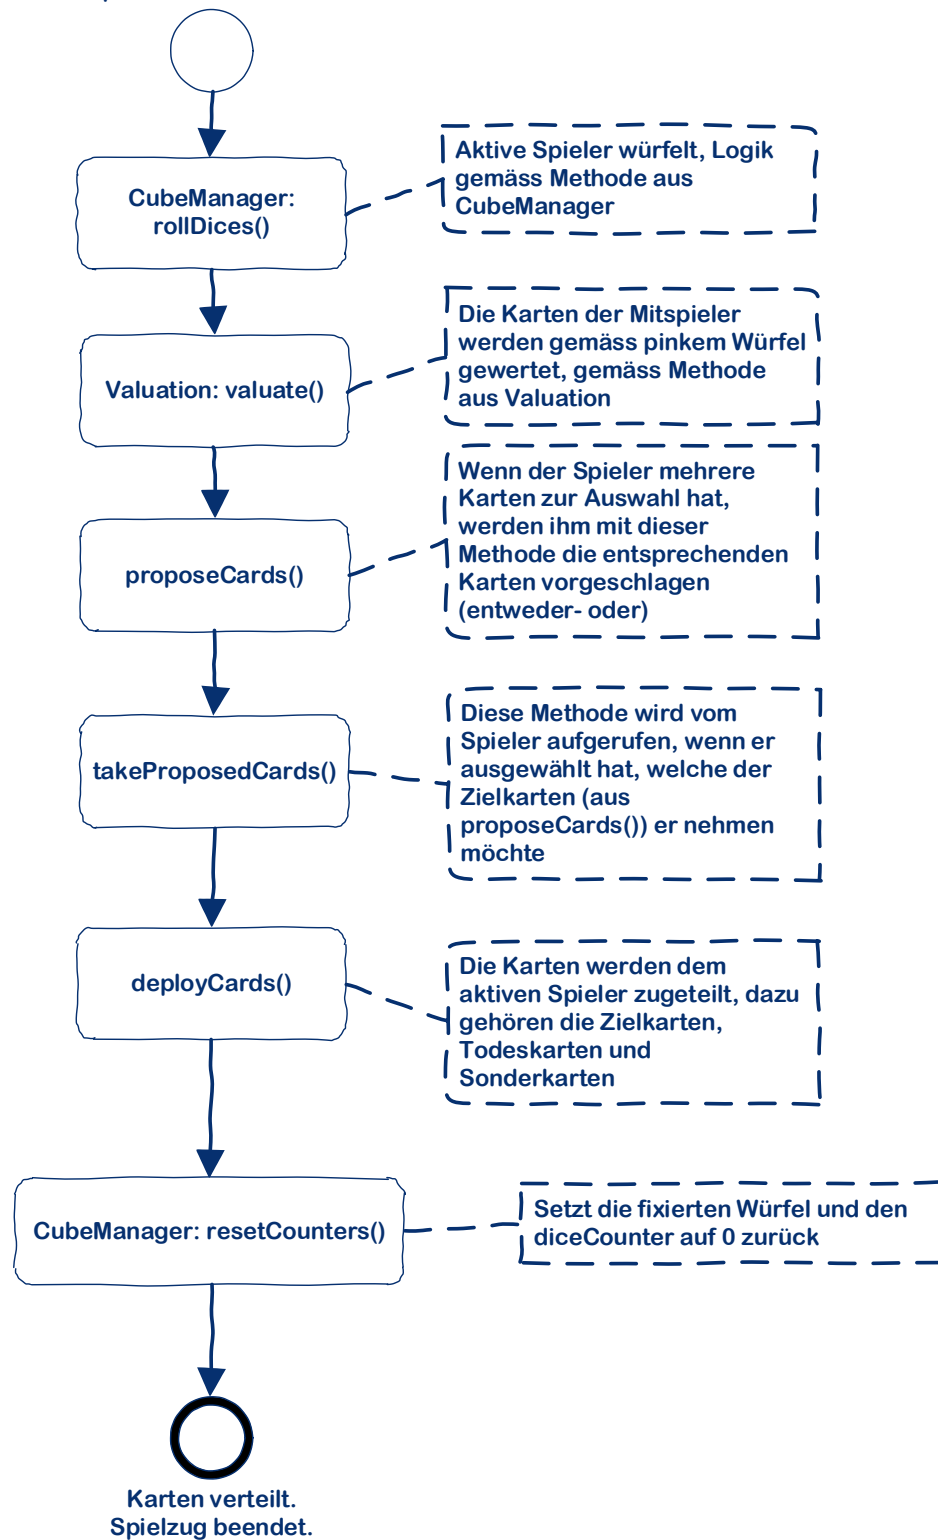 CubeManager:
rollDices()
Aktive Spieler würfelt, Logik
gemäss Methode aus
CubeManager
Valuation: valuate()
Die Karten der Mitspieler
werden gemäss pinkem Würfel
gewertet, gemäss Methode
aus Valuation
proposeCards()
Wenn der Spieler mehrere
Karten zur Auswahl hat,
werden ihm mit dieser
Methode die entsprechenden
Karten vorgeschlagen
(entweder- oder)
takeProposedCards()
Diese Methode wird vom
Spieler aufgerufen, wenn er
ausgewählt hat, welche der
Zielkarten (aus
proposeCards()) er nehmen
möchte
deployCards()
Die Karten werden dem
aktiven Spieler zugeteilt, dazu
gehören die Zielkarten,
Todeskarten und
Sonderkarten
CubeManager: resetCounters()
Setzt die fixierten Würfel und den
diceCounter auf 0 zurück
Karten verteilt.
Spielzug beendet.